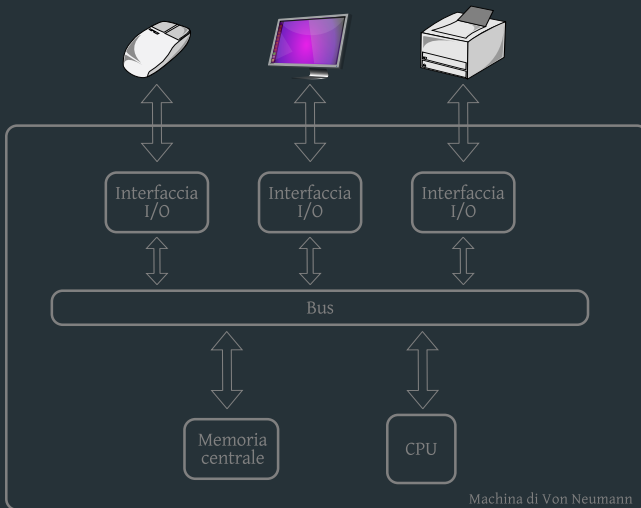 Interfaccia
I/O
Interfaccia
I/O
Interfaccia
I/O
Bus
Memoria
centrale
CPU
Machina di Von Neumann